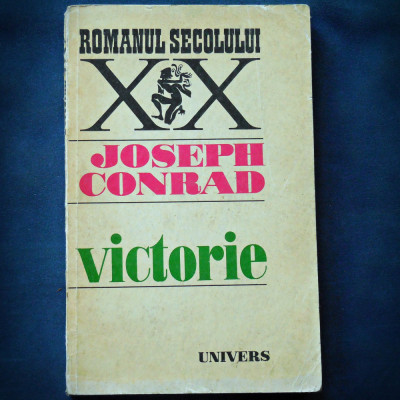 ROMANUL SECOLULUI
XX
JOSEPH
CONRAD
victorie
UNIVERS